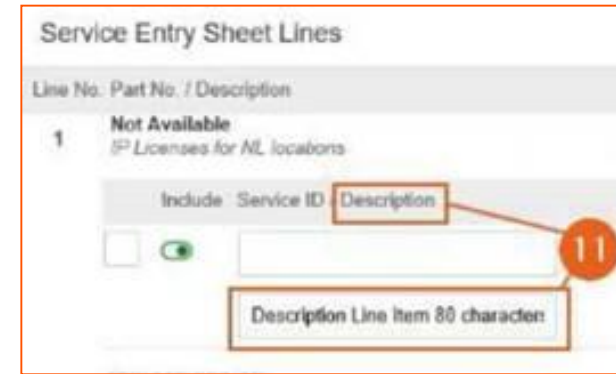 Service Entry Sheet Lines
Line No. Part No. / Description
1 Not Available
IP Licenses for NL locations
Include Service ID / Description
11
Description Line Item 80 characters